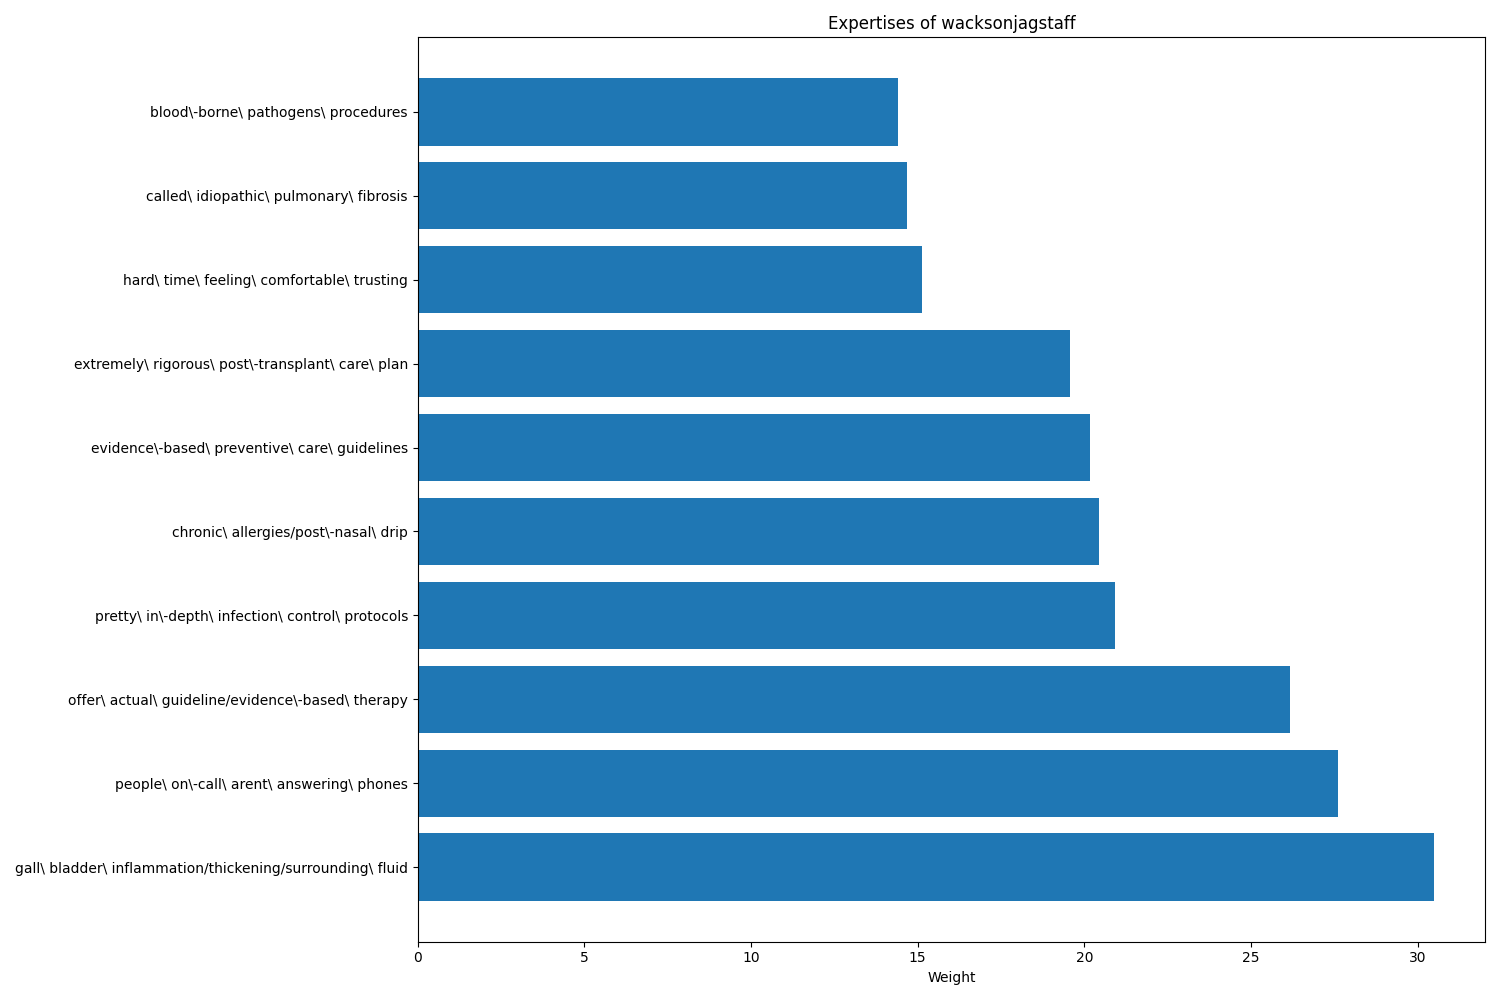 Expertises of wacksonjagstaff
blood\-borne\ pathogens\ procedures
called\ idiopathic\ pulmonary\ fibrosis
hard\ time\ feeling\ comfortable\ trusting
extremely\ rigorous\ post\-transplant\ care\ plan
evidence\-based\ preventive\ care\ guidelines
chronic\ allergies/post\-nasal\ drip
pretty\ in\-depth\ infection\ control\ protocols
offer\ actual\ guideline/evidence\-based\ therapy
people\ on\-call\ arent\ answering\ phones
gall\ bladder\ inflammation/thickening/surrounding\ fluid
0 5 10 15 20 25 30
Weight